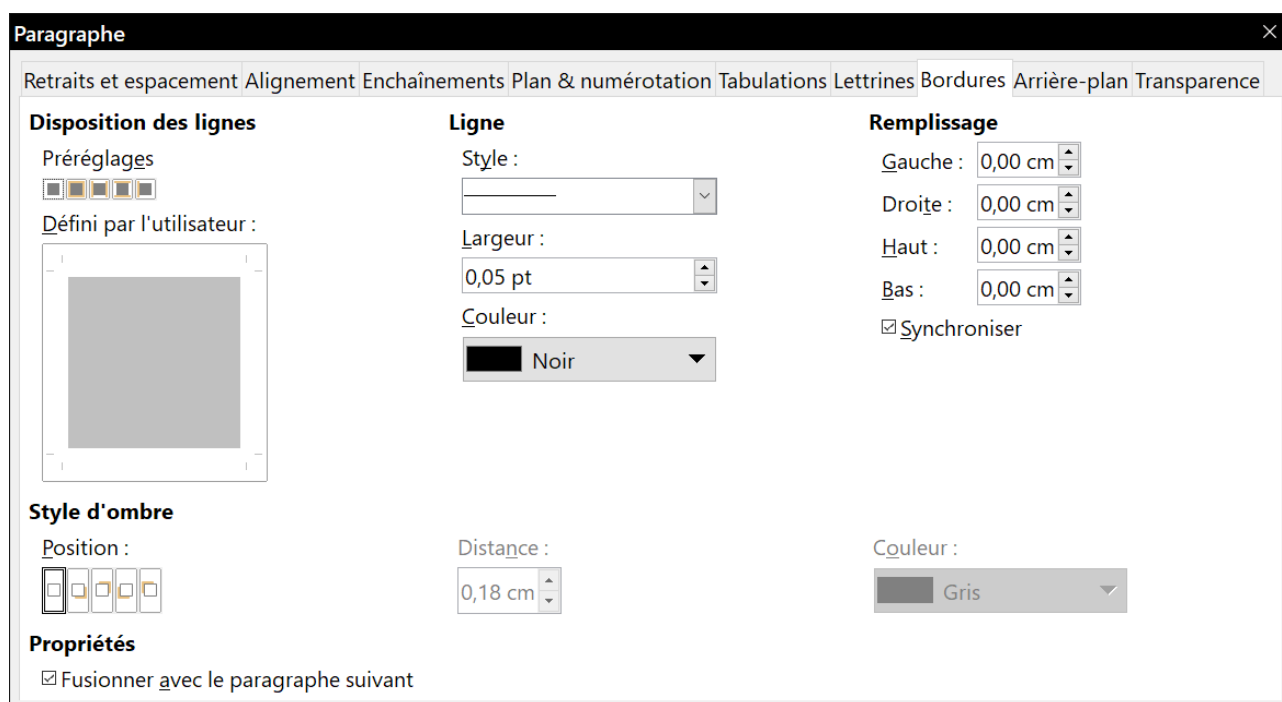 Paragraphe
Retraits et espacement Alignement Enchaînements Plan & numérotation Tabulations Lettrines Bordures Arrière-plan Transparence
Disposition des lignes
Préréglages
Défini par l'utilisateur :
Ligne
Style :
Largeur :
0,05 pt
Couleur :
Noir
Remplissage
Gauche : 0,00 cm
Droite : 0,00 cm
Haut : 0,00 cm
Bas : 0,00 cm
Synchroniser
Style d'ombre
Position :
Distance :
0,18 cm
Couleur :
Gris
Propriétés
Fusionner avec le paragraphe suivant